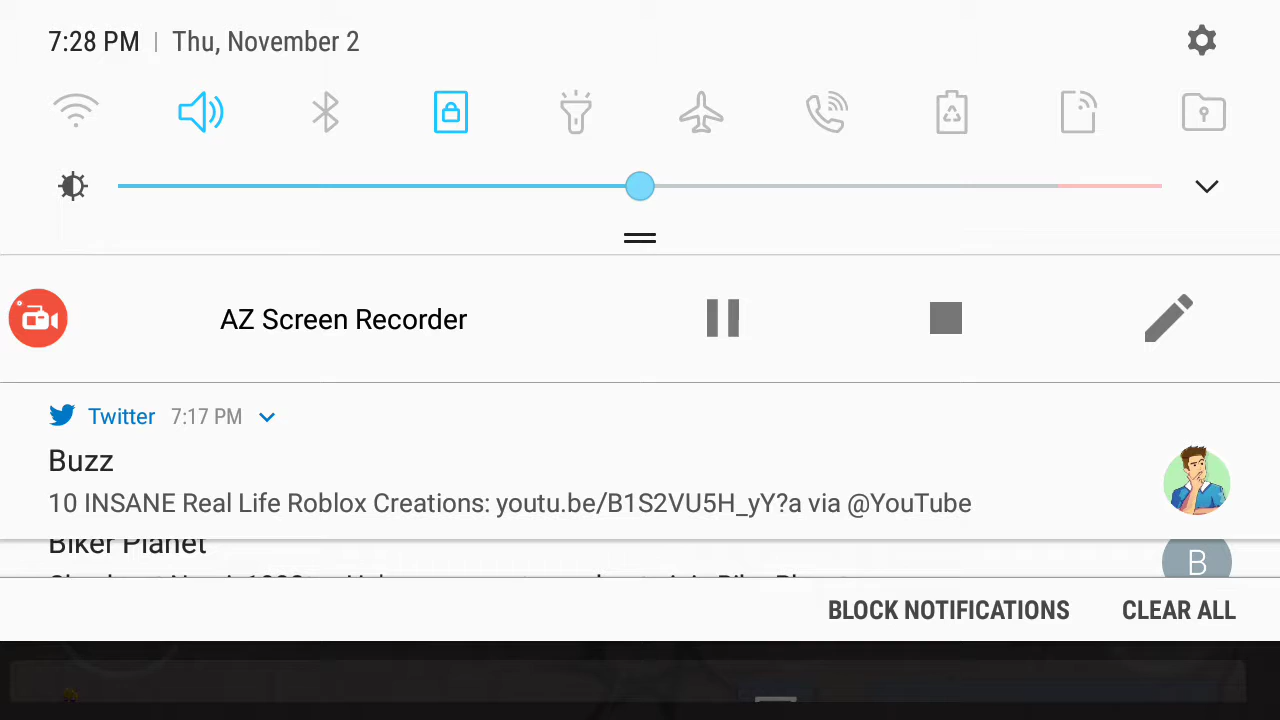 7:28 PM | Thu, November 2
AZ Screen Recorder
Twitter 7:17 PM
Buzz
10 INSANE Real Life Roblox Creations: youtu.be/B1S2VU5H_yY?a via @YouTube
Biker Planet
B
BLOCK NOTIFICATIONS CLEAR ALL